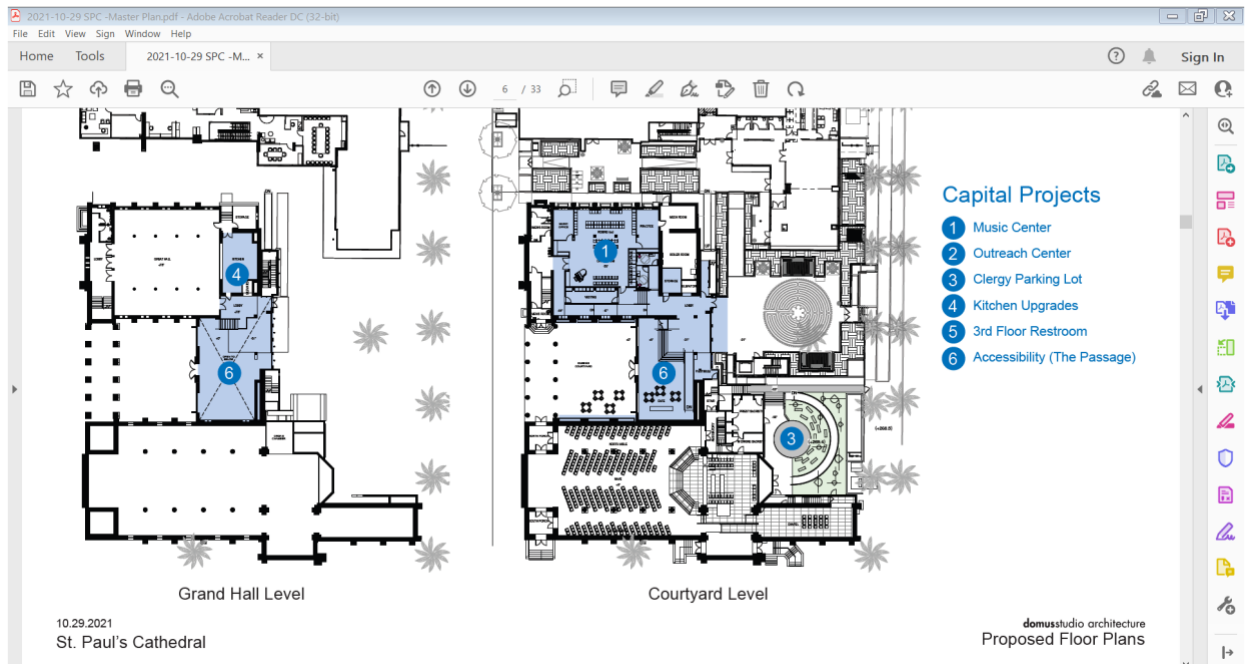 2021-10-29 SPC -Master Plan.pdf - Adobe Acrobat Reader DC (32-bit)
File Edit View Sign Window Help
Home Tools 2021-10-29 SPC -M... ×
Sign In
6 / 33
Capital Projects
1 Music Center
2 Outreach Center
3 Clergy Parking Lot
4 Kitchen Upgrades
5 3rd Floor Restroom
6 Accessibility (The Passage)
4
6
1
6
3
STORAGE
LOBBY
LOBBY
Grand Hall Level
Courtyard Level
10.29.2021
St. Paul's Cathedral
domusstudio architecture
Proposed Floor Plans